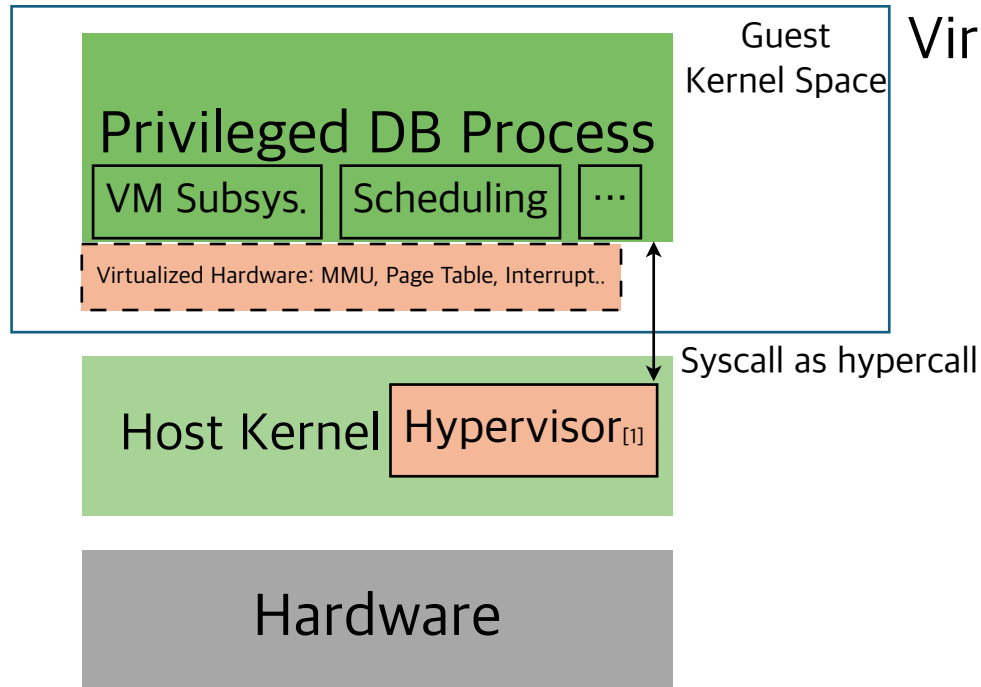 Guest
Kernel Space
Vir
Privileged DB Process
VM Subsys.
Scheduling
...
Virtualized Hardware: MMU, Page Table, Interrupt..
Syscall as hypercall
Host Kernel
Hypervisor[1]
Hardware